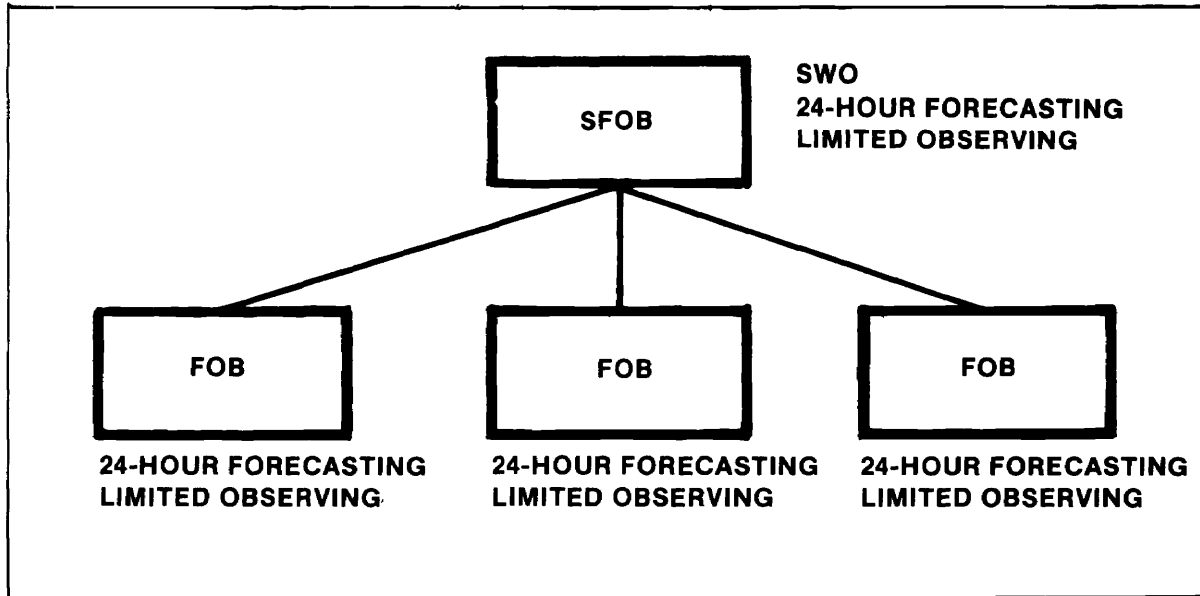 SFOB
SWO
24-HOUR FORECASTING
LIMITED OBSERVING
FOB
FOB
FOB
24-HOUR FORECASTING
LIMITED OBSERVING
24-HOUR FORECASTING
LIMITED OBSERVING
24-HOUR FORECASTING
LIMITED OBSERVING